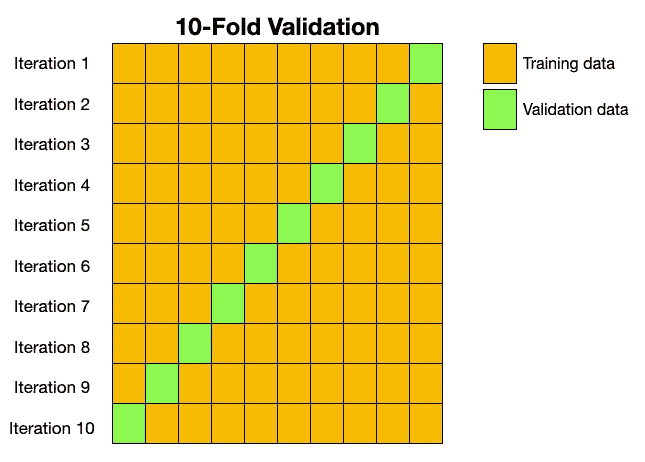 10-Fold Validation
Iteration 1
Iteration 2
Iteration 3
Iteration 4
Iteration 5
Iteration 6
Iteration 7
Iteration 8
Iteration 9
Iteration 10
Training data
Validation data